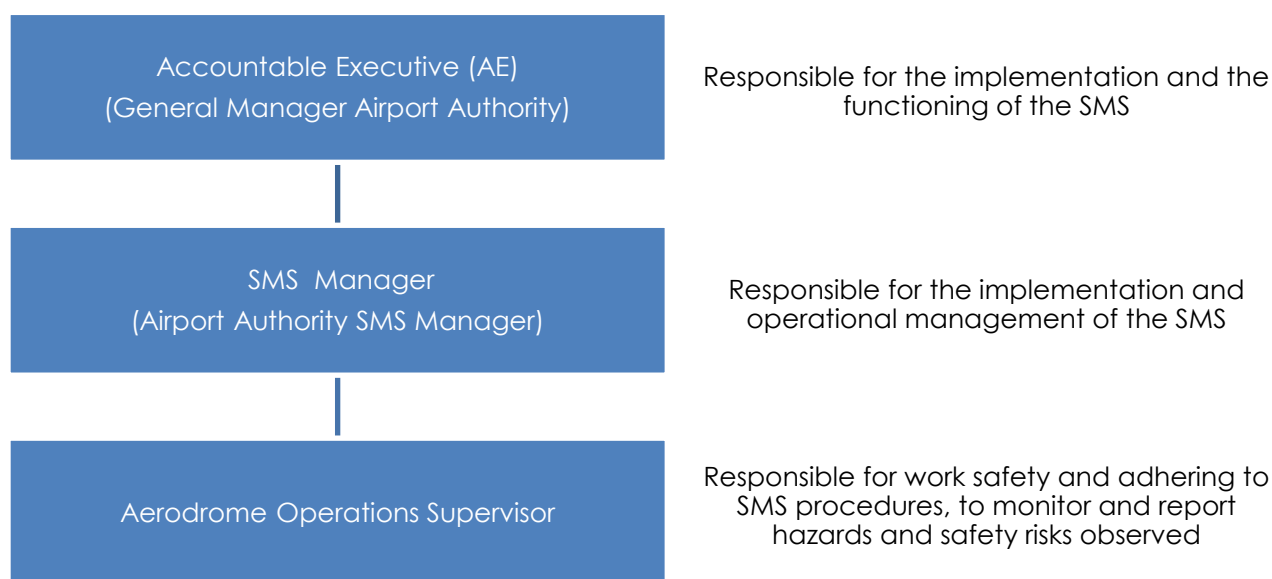 Accountable Executive (AE)
(General Manager Airport Authority)
Responsible for the implementation and the
functioning of the SMS
SMS Manager
(Airport Authority SMS Manager)
Responsible for the implementation and
operational management of the SMS
Aerodrome Operations Supervisor
Responsible for work safety and adhering to
SMS procedures, to monitor and report
hazards and safety risks observed